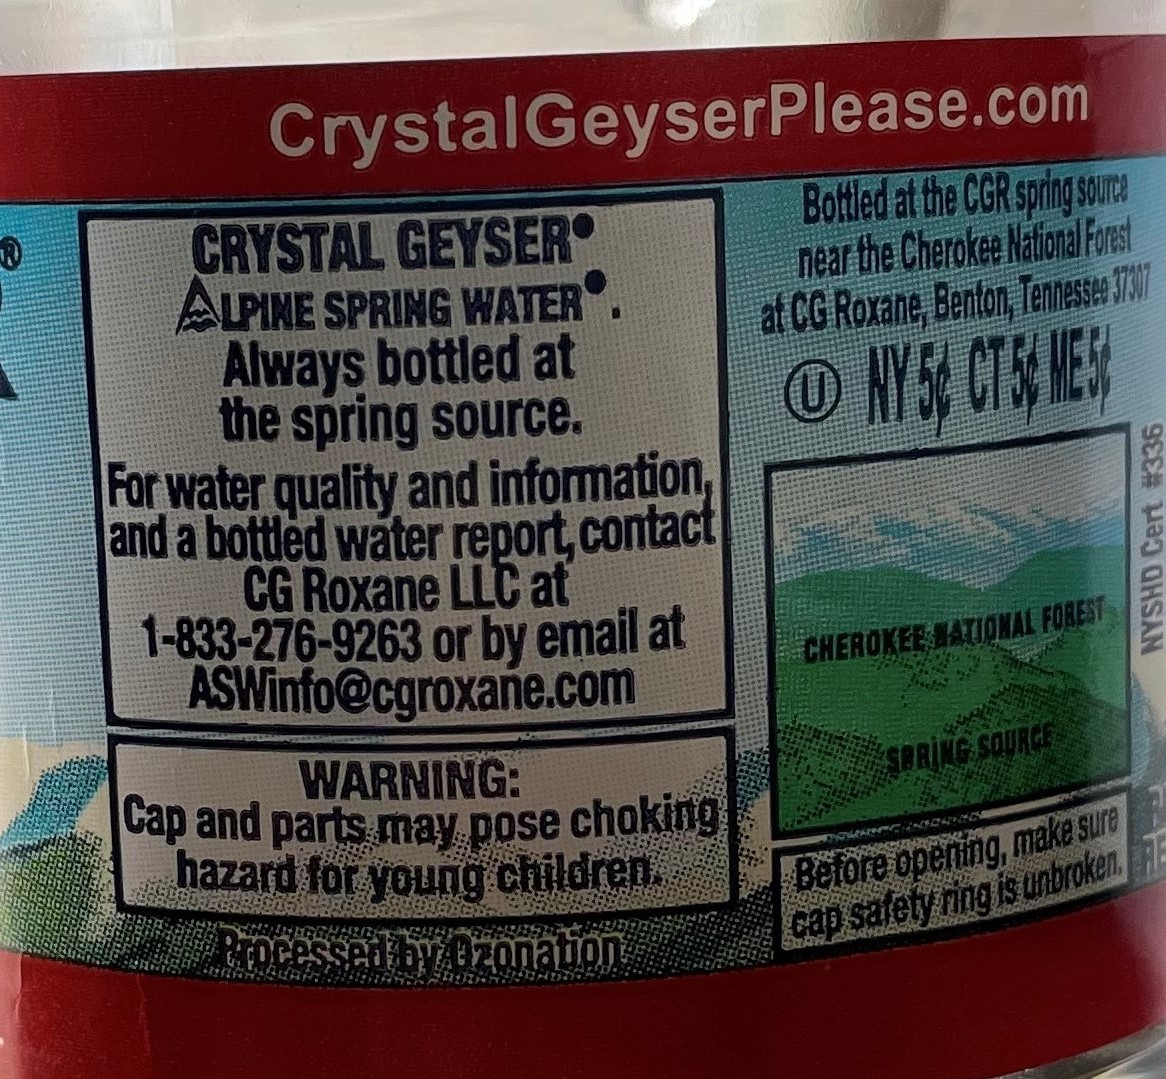 CrystalGeyserPlease.com
®
CRYSTAL GEYSER®
ALPINE SPRING WATER®.
Always bottled at
the spring source.
For water quality and information,
and a bottled water report, contact
CG Roxane LLC at
1-833-276-9263 or by email at
ASWinfo@cgroxane.com
WARNING:
Cap and parts may pose choking
hazard for young children.
Processed by Ozonation
Bottled at the CGR spring source
near the Cherokee National Forest
at CG Roxane, Benton, Tennessee 37307
U NY 5¢ CT 5¢ ME 5¢
CHEROKEE NATIONAL FOREST
SPRING SOURCE
Before opening, make sure
cap safety ring is unbroken.
NYSHD Cert #336